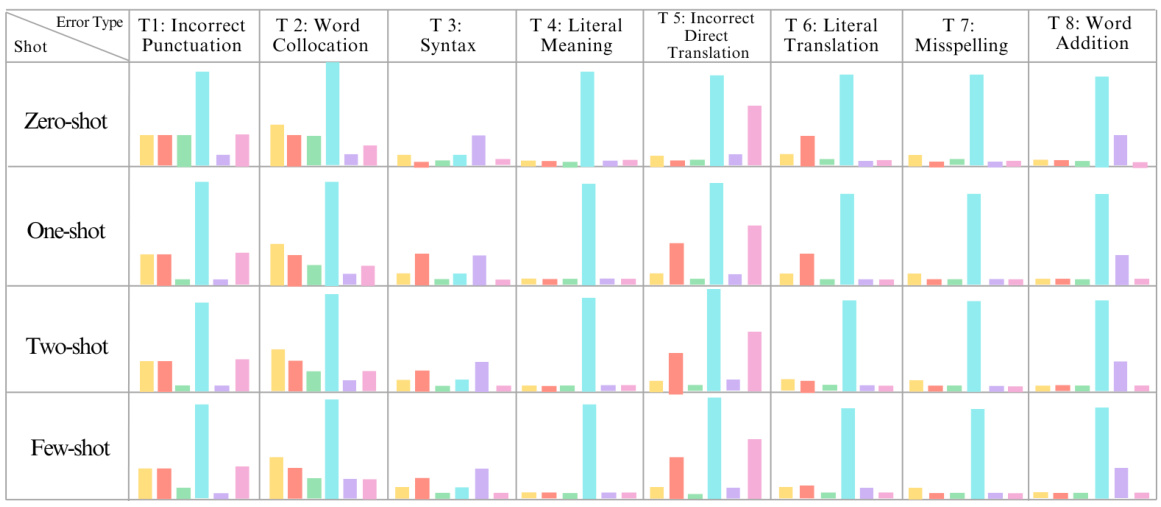 Error Type
Shot
T1: Incorrect
Punctuation
T 2: Word
Collocation
T 3:
Syntax
T 4: Literal
Meaning
T 5: Incorrect
Direct
Translation
T 6: Literal
Translation
T 7:
Misspelling
T 8: Word
Addition
Zero-shot
One-shot
Two-shot
Few-shot